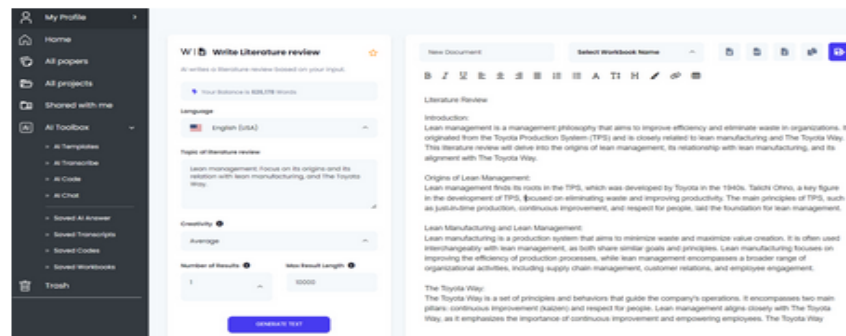 My Profile
Home
All papers
All projects
Shared with me
AI Toolbox
AI Templates
AI Transcribe
AI Code
AI Chat
Saved AI Answer
Saved Transcripts
Saved Codes
Saved Workbooks
Trash
Write Literature review
AI writes a literature review based on your input.
Your Balance is Words.
Language
English (USA)
Topic of literature review
Lean management: Focus on its origins and its
relation with lean manufacturing, and The Toyota
Way.
Creativity
Average
Number of Results
Max Result Length
1
10000
GENERATE TEXT
New Document
Select Workbook Name
Literature Review
Introduction:
Lean management is a management philosophy that aims to improve efficiency and eliminate waste in organizations.
originated from the Toyota Production System (TPS) and is closely related to lean manufacturing and The Toyota Way.
This literature review will delve into the origins of lean management, its relationship with lean manufacturing, and its
alignment with The Toyota Way.
Origins of Lean Management:
Lean management finds its roots in the TPS, which was developed by Toyota in the 1940s. Taiichi Ohno, a key figure
in the development of TPS, focused on eliminating waste and improving productivity. The main principles of TPS, such
as just-in-time production, continuous improvement, and respect for people, laid the foundation for lean management.
Lean Manufacturing and Lean Management:
Lean manufacturing is a production system that aims to minimize waste and maximize value creation. It is often used
interchangeably with lean management, as both share similar goals and principles. Lean manufacturing focuses on
improving the efficiency of production processes, while lean management encompasses a broader range of
organizational activities, including supply chain management, customer relations, and employee engagement.
The Toyota Way:
The Toyota Way is a set of principles and behaviors that guide the company's operations. It encompasses two main
pillars: continuous improvement (kaizen) and respect for people. Lean management aligns closely with The Toyota
Way, as it emphasizes the importance of continuous improvement and empowering employees. The Toyota Way